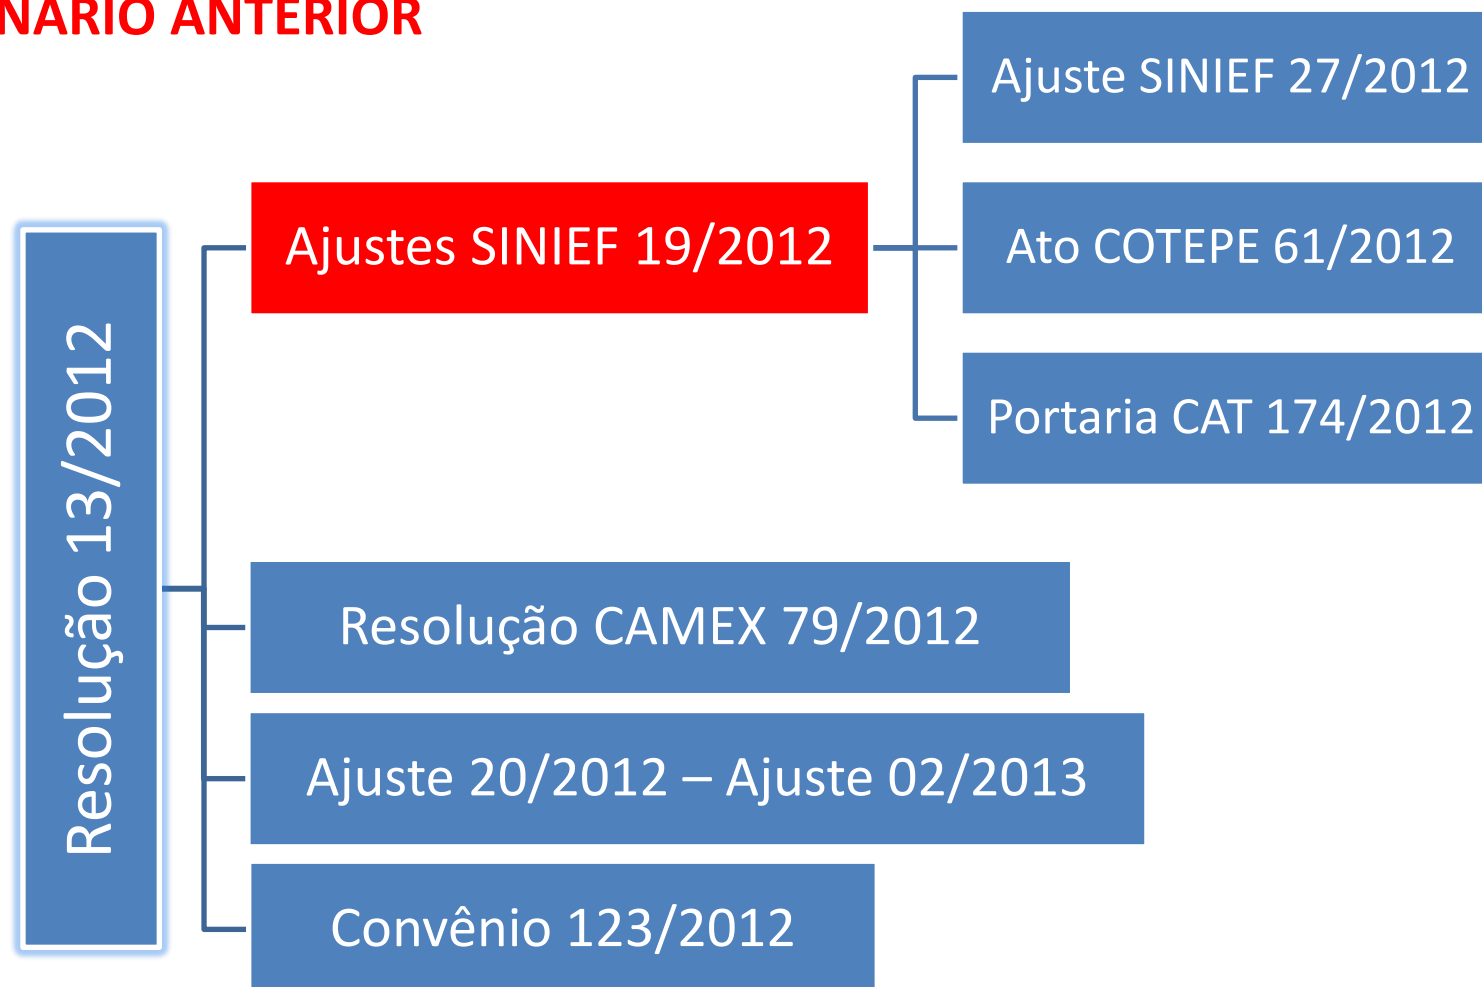 NÁRIO ANTERIOR
Ajuste SINIEF 27/2012
Ajustes SINIEF 19/2012
Ato COTEPE 61/2012
Portaria CAT 174/2012
Resolução 13/2012
Resolução CAMEX 79/2012
Ajuste 20/2012 – Ajuste 02/2013
Convênio 123/2012